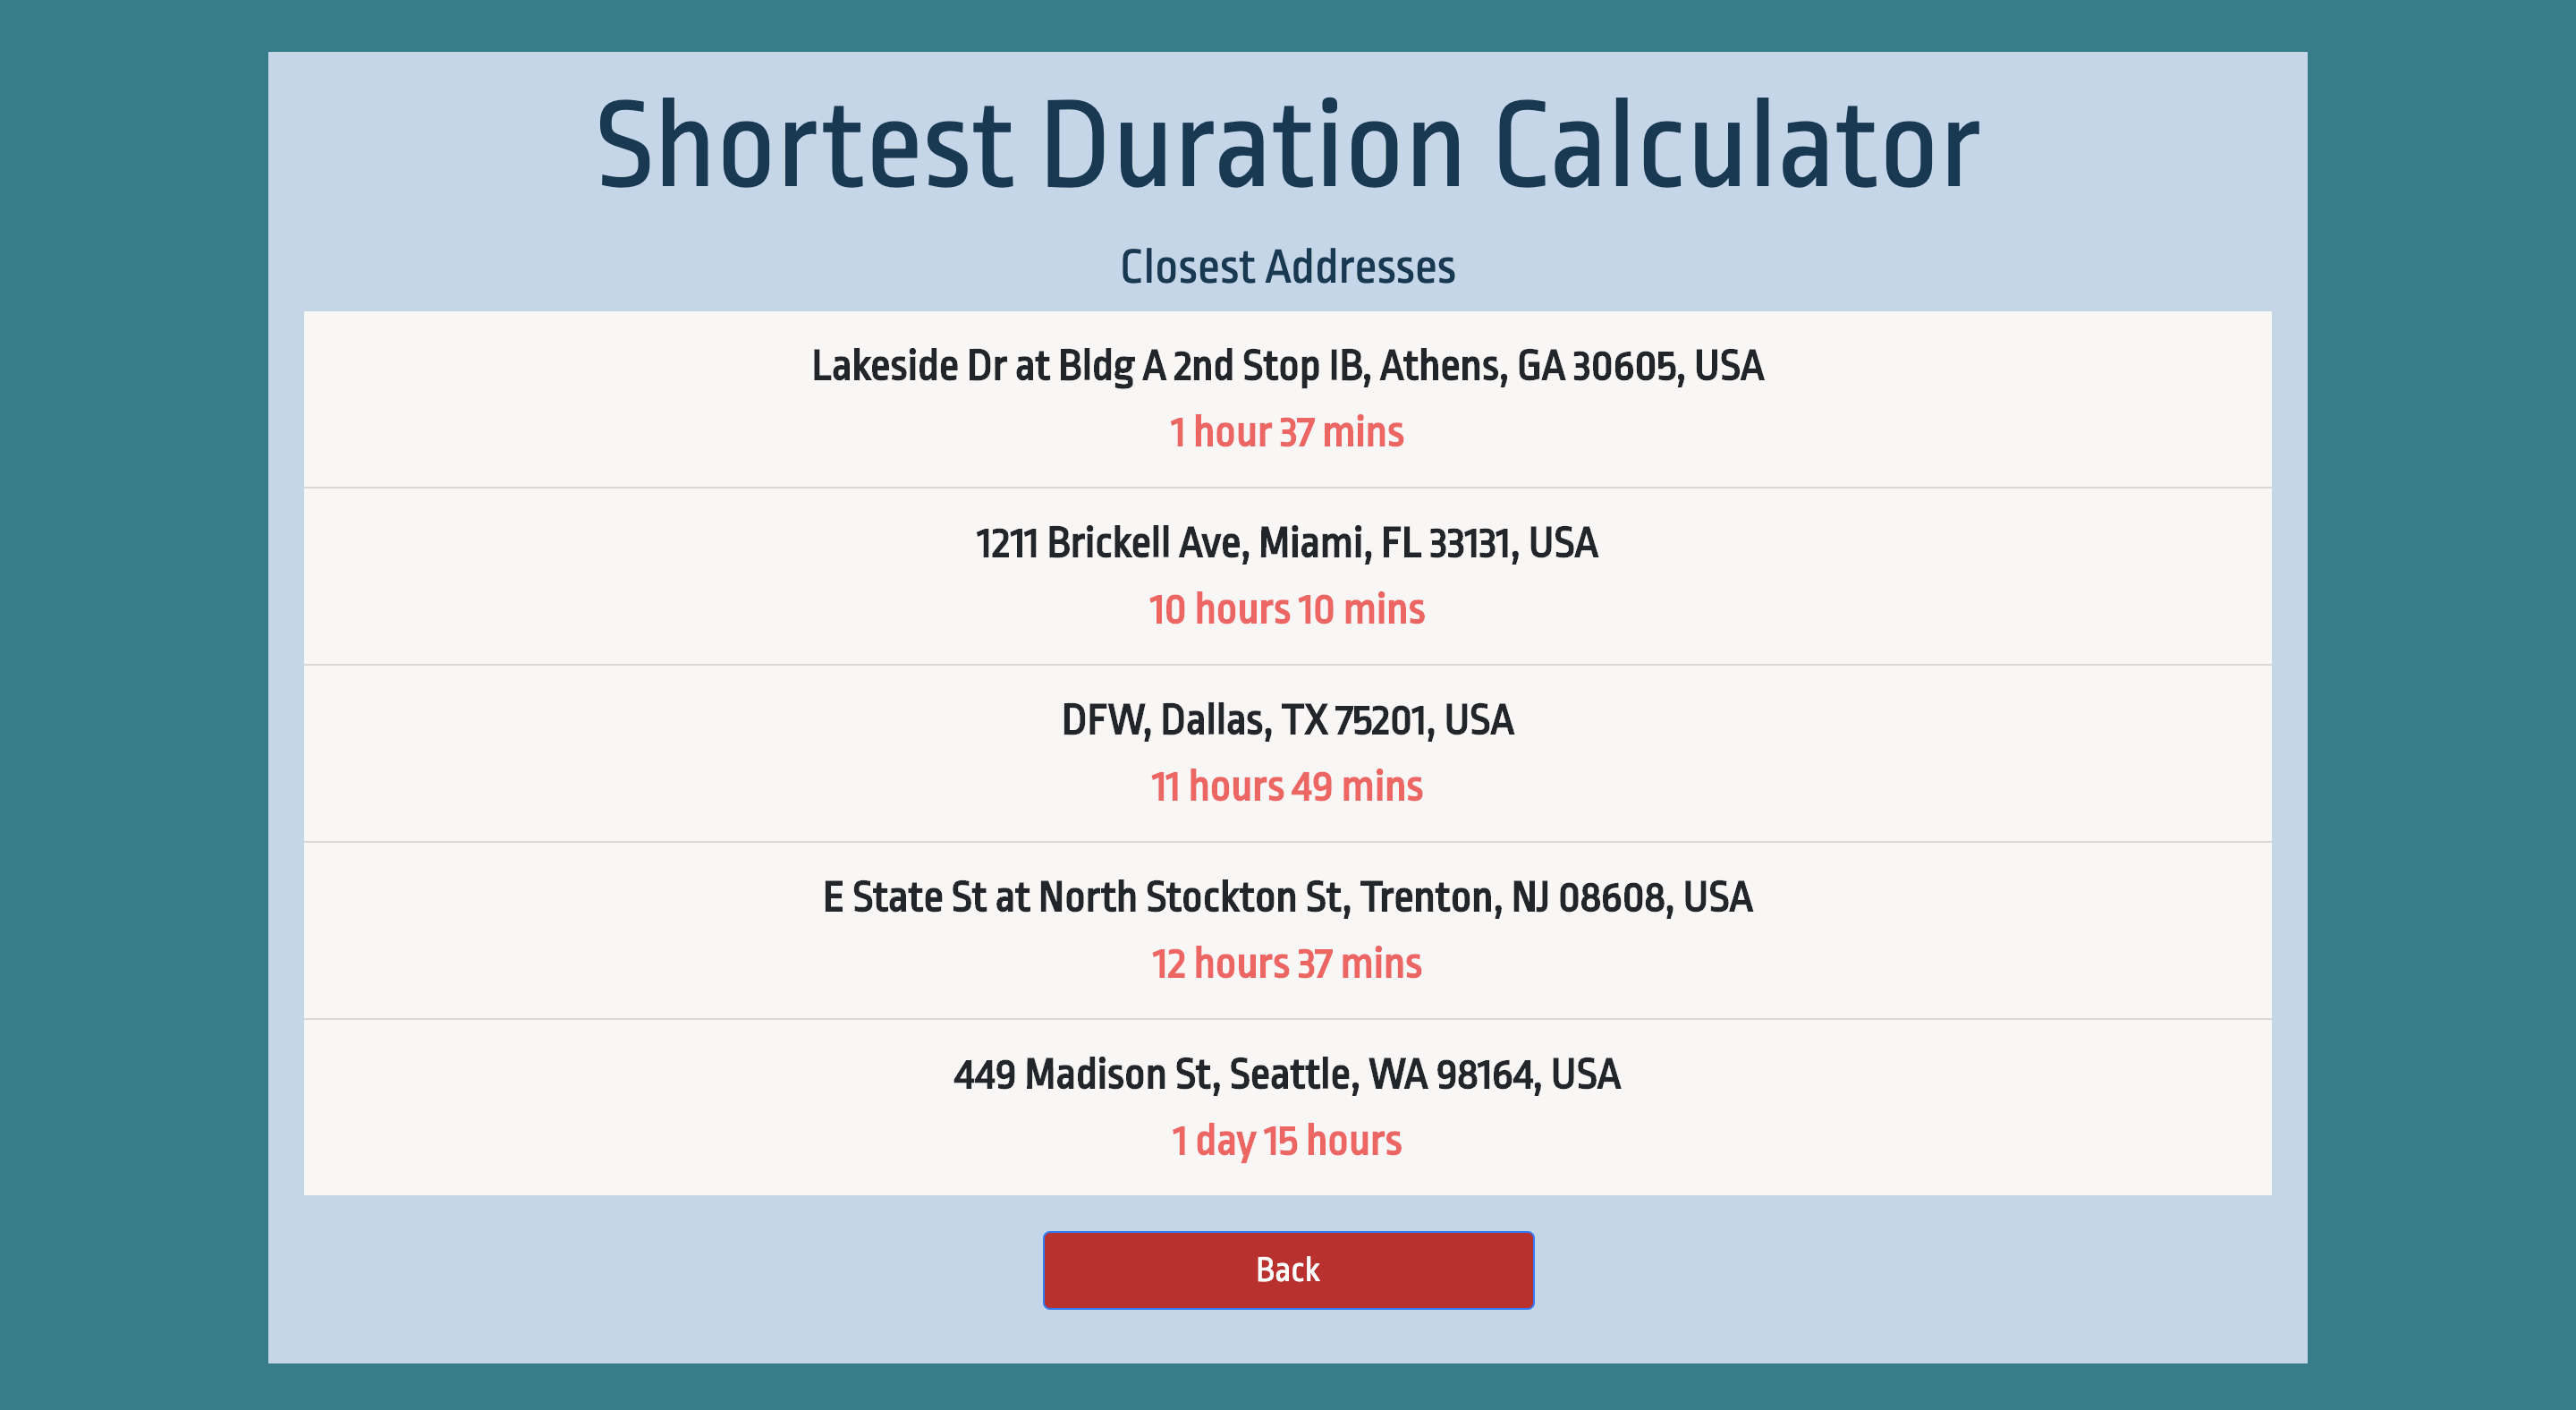 Shortest Duration Calculator
Closest Addresses
Lakeside Dr at Bldg A 2nd Stop IB, Athens, GA 30605, USA
1 hour 37 mins
1211 Brickell Ave, Miami, FL 33131, USA
10 hours 10 mins
DFW, Dallas, TX 75201, USA
11 hours 49 mins
E State St at North Stockton St, Trenton, NJ 08608, USA
12 hours 37 mins
449 Madison St, Seattle, WA 98164, USA
1 day 15 hours
Back